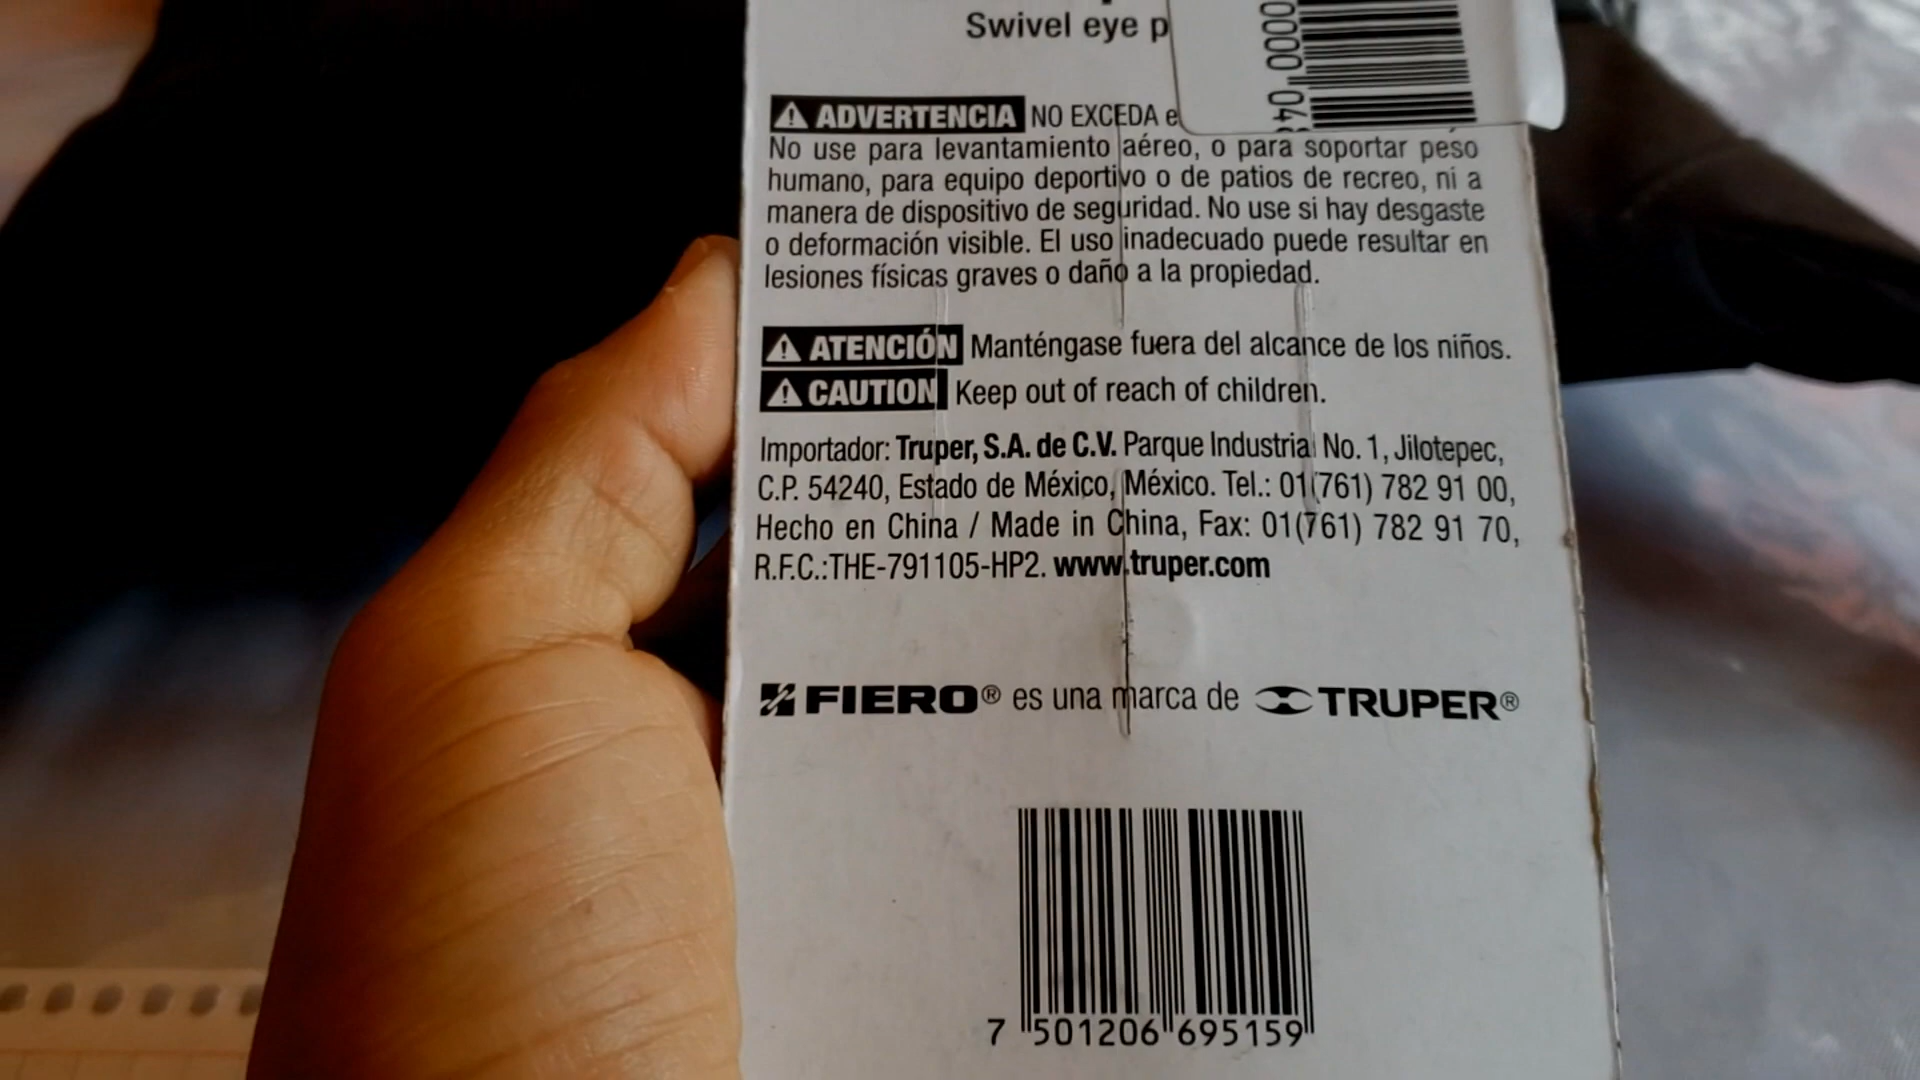 Swivel eye
0000 04
ADVERTENCIA NO EXCEDA
No use para levantamiento aéreo, o para soportar peso
humano, para equipo deportivo o de patios de recreo, ni a
manera de dispositivo de seguridad. No use si hay desgaste
o deformación visible. El uso inadecuado puede resultar en
lesiones físicas graves o daño a la propiedad.
ATENCIÓN Manténgase fuera del alcance de los niños.
CAUTION Keep out of reach of children.
Importador: Truper, S.A. de C.V. Parque Industrial No. 1, Jilotepec,
C.P. 54240, Estado de México, México. Tel.: 01(761) 782 91 00,
Hecho en China / Made in China, Fax: 01(761) 782 91 70,
R.F.C.:THE-791105-HP2. www.truper.com
FIERO® es una marca de TRUPER®
7 501206 695159